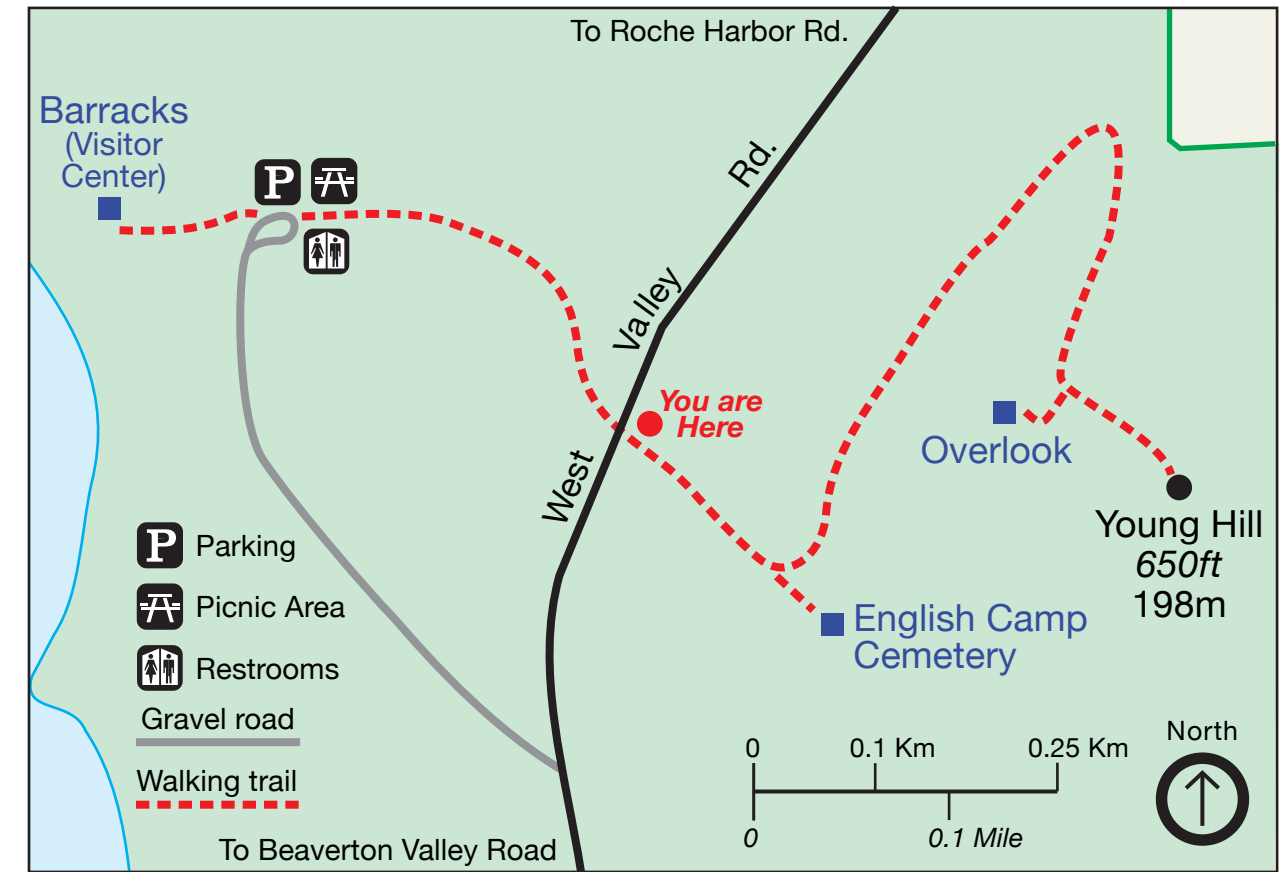 To Roche Harbor Rd.
Barracks
(Visitor
Center)
P
Rd.
Valley
West
You are
Here
Overlook
Young Hill
650ft
198m
English Camp
Cemetery
P Parking
Picnic Area
Restrooms
Gravel road
Walking trail
To Beaverton Valley Road
0 0.1 Km 0.25 Km
0 0.1 Mile
North